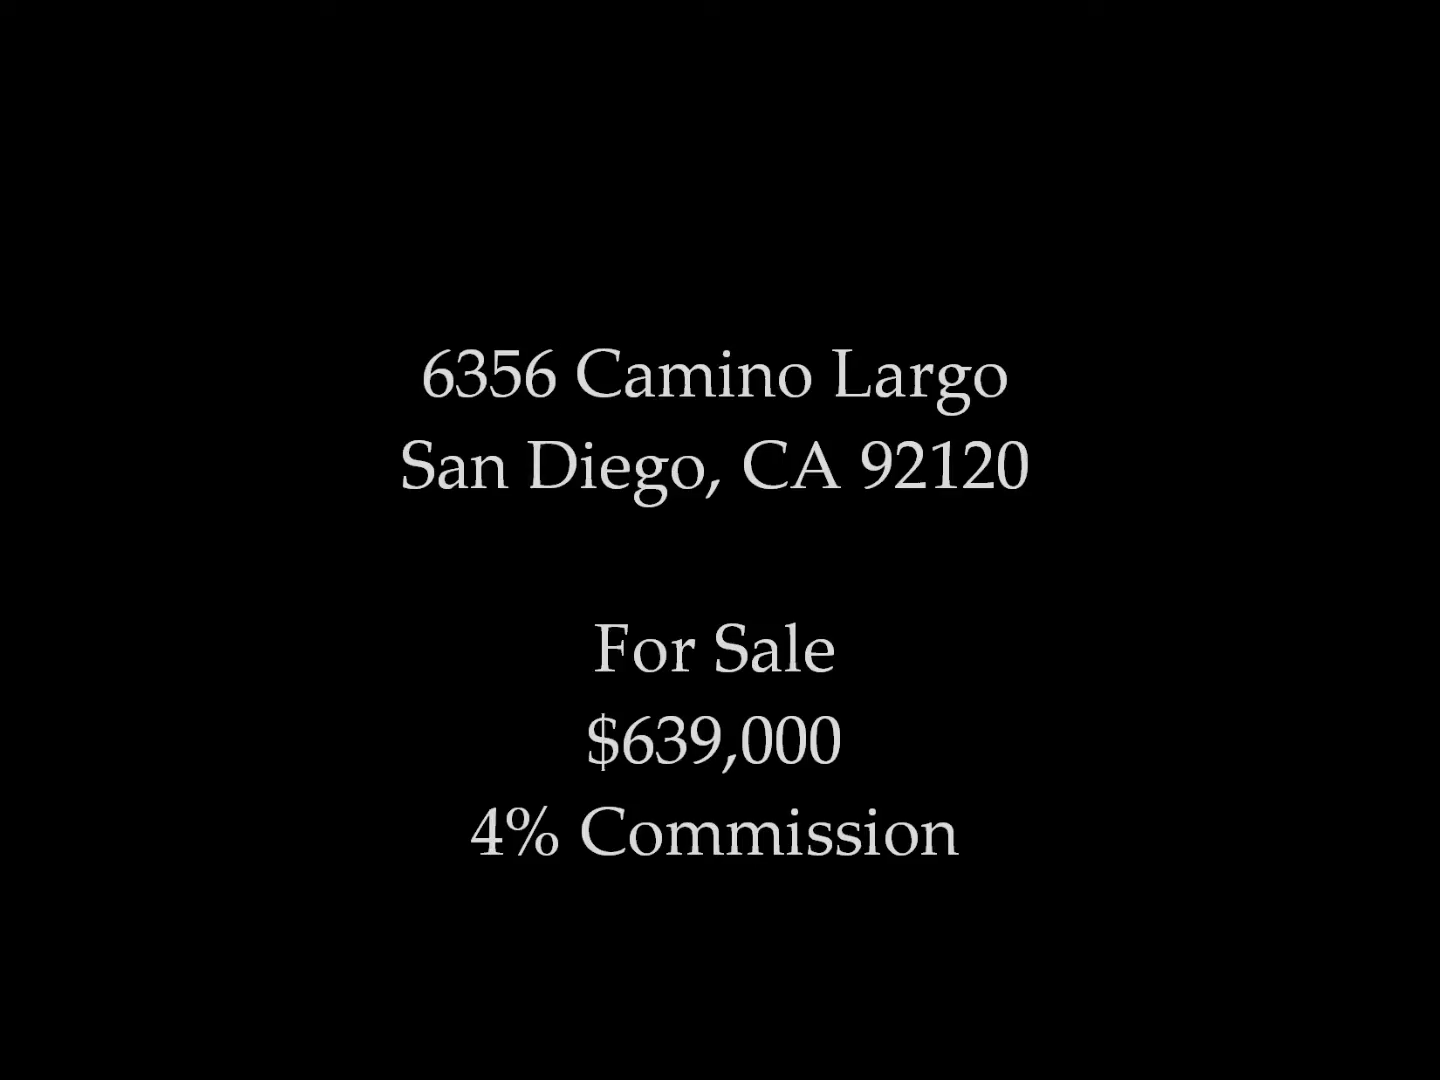 6356 Camino Largo
San Diego, CA 92120
For Sale
$639,000
4% Commission